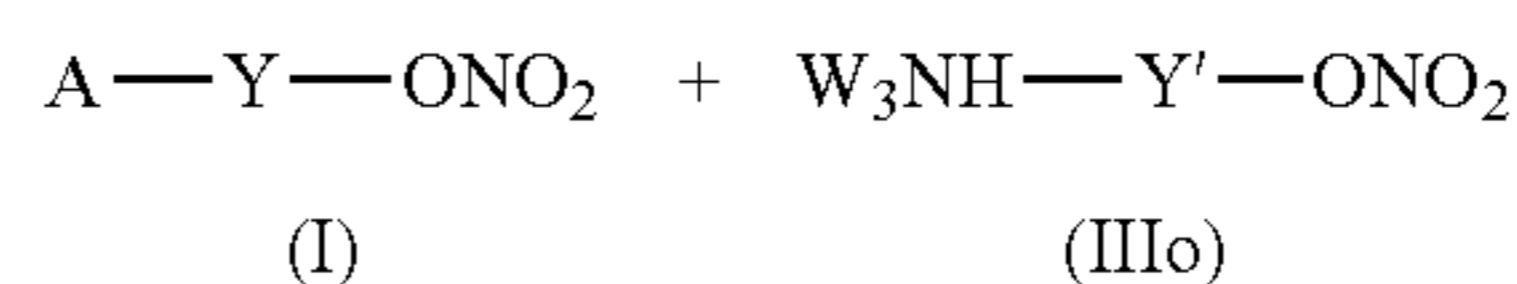 A—Y—ONO₂ + W₃NH—Y′—ONO₂
(I) (IIIo)